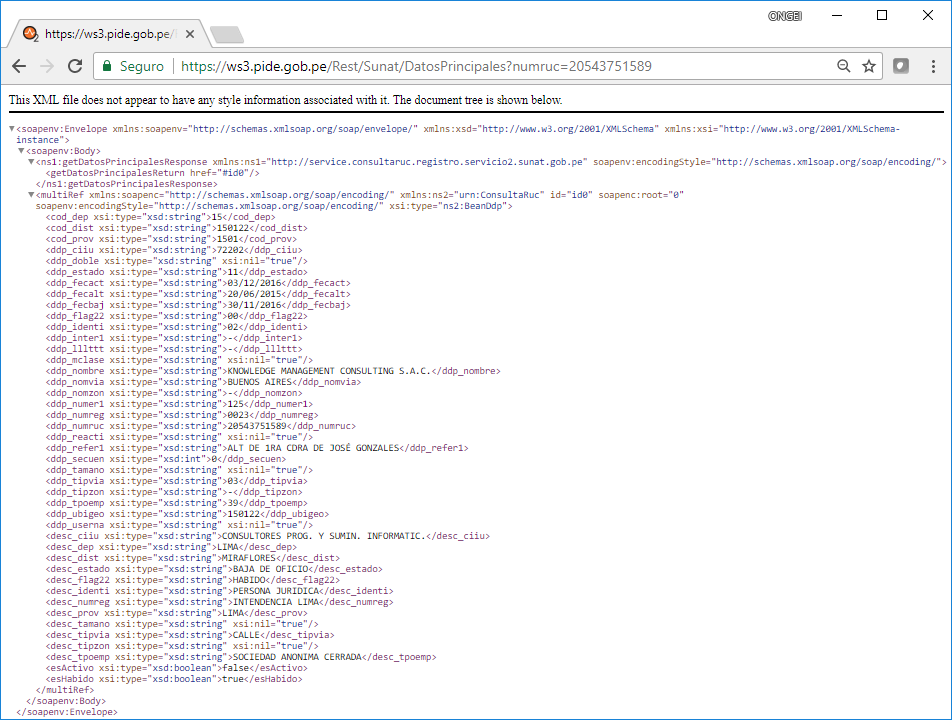 ONGEI
https://ws3.pide.gob.pe/
Seguro | https://ws3.pide.gob.pe/Rest/Sunat/DatosPrincipales?numruc=20543751589
This XML file does not appear to have any style information associated with it. The document tree is shown below.
▼<soapenv:Envelope xmlns:soapenv="http://schemas.xmlsoap.org/soap/envelope/" xmlns:xsd="http://www.w3.org/2001/XMLSchema" xmlns:xsi="http://www.w3.org/2001/XMLSchema-
instance">
▼<soapenv:Body>
▼<ns1:getDatosPrincipalesResponse xmlns:ns1="http://service.consultaruc.registro.servicio2.sunat.gob.pe" soapenv:encodingStyle="http://schemas.xmlsoap.org/soap/encoding/">
<getDatosPrincipalesReturn href="#id0"/>
</ns1:getDatosPrincipalesResponse>
▼<multiRef xmlns:soapenc="http://schemas.xmlsoap.org/soap/encoding/" xmlns:ns2="urn:ConsultaRuc" id="id0" soapenc:root="0"
soapenv:encodingStyle="http://schemas.xmlsoap.org/soap/encoding/" xsi:type="ns2:BeanDdp">
<cod_dep xsi:type="xsd:string">15</cod_dep>
<cod_dist xsi:type="xsd:string">150122</cod_dist>
<cod_prov xsi:type="xsd:string">1501</cod_prov>
<ddp_ciiu xsi:type="xsd:string">72202</ddp_ciiu>
<ddp_doble xsi:type="xsd:string" xsi:nil="true"/>
<ddp_estado xsi:type="xsd:string">11</ddp_estado>
<ddp_fecact xsi:type="xsd:string">03/12/2016</ddp_fecact>
<ddp_fecalt xsi:type="xsd:string">20/06/2015</ddp_fecalt>
<ddp_fecbaj xsi:type="xsd:string">30/11/2016</ddp_fecbaj>
<ddp_flag22 xsi:type="xsd:string">00</ddp_flag22>
<ddp_identi xsi:type="xsd:string">02</ddp_identi>
<ddp_inter1 xsi:type="xsd:string">-</ddp_inter1>
<ddp_lllttt xsi:type="xsd:string">-</ddp_lllttt>
<ddp_mclase xsi:type="xsd:string" xsi:nil="true"/>
<ddp_nombre xsi:type="xsd:string">KNOWLEDGE MANAGEMENT CONSULTING S.A.C.</ddp_nombre>
<ddp_nomvia xsi:type="xsd:string">BUENOS AIRES</ddp_nomvia>
<ddp_nomzon xsi:type="xsd:string">-</ddp_nomzon>
<ddp_numer1 xsi:type="xsd:string">125</ddp_numer1>
<ddp_numreg xsi:type="xsd:string">0023</ddp_numreg>
<ddp_numruc xsi:type="xsd:string">20543751589</ddp_numruc>
<ddp_reacti xsi:type="xsd:string" xsi:nil="true"/>
<ddp_refer1 xsi:type="xsd:string">ALT DE 1RA CDRA DE JOSÉ GONZALES</ddp_refer1>
<ddp_secuen xsi:type="xsd:int">0</ddp_secuen>
<ddp_tamano xsi:type="xsd:string" xsi:nil="true"/>
<ddp_tipvia xsi:type="xsd:string">03</ddp_tipvia>
<ddp_tipzon xsi:type="xsd:string">-</ddp_tipzon>
<ddp_tpoemp xsi:type="xsd:string">39</ddp_tpoemp>
<ddp_ubigeo xsi:type="xsd:string">150122</ddp_ubigeo>
<ddp_userna xsi:type="xsd:string" xsi:nil="true"/>
<desc_ciiu xsi:type="xsd:string">CONSULTORES PROG. Y SUMIN. INFORMATIC.</desc_ciiu>
<desc_dep xsi:type="xsd:string">LIMA</desc_dep>
<desc_dist xsi:type="xsd:string">MIRAFLORES</desc_dist>
<desc_estado xsi:type="xsd:string">BAJA DE OFICIO</desc_estado>
<desc_flag22 xsi:type="xsd:string">HABIDO</desc_flag22>
<desc_identi xsi:type="xsd:string">PERSONA JURIDICA</desc_identi>
<desc_numreg xsi:type="xsd:string">INTENDENCIA LIMA</desc_numreg>
<desc_prov xsi:type="xsd:string">LIMA</desc_prov>
<desc_tamano xsi:type="xsd:string" xsi:nil="true"/>
<desc_tipvia xsi:type="xsd:string">CALLE</desc_tipvia>
<desc_tipzon xsi:type="xsd:string" xsi:nil="true"/>
<desc_tpoemp xsi:type="xsd:string">SOCIEDAD ANONIMA CERRADA</desc_tpoemp>
<esActivo xsi:type="xsd:boolean">false</esActivo>
<esHabido xsi:type="xsd:boolean">true</esHabido>
</multiRef>
</soapenv:Body>
</soapenv:Envelope>